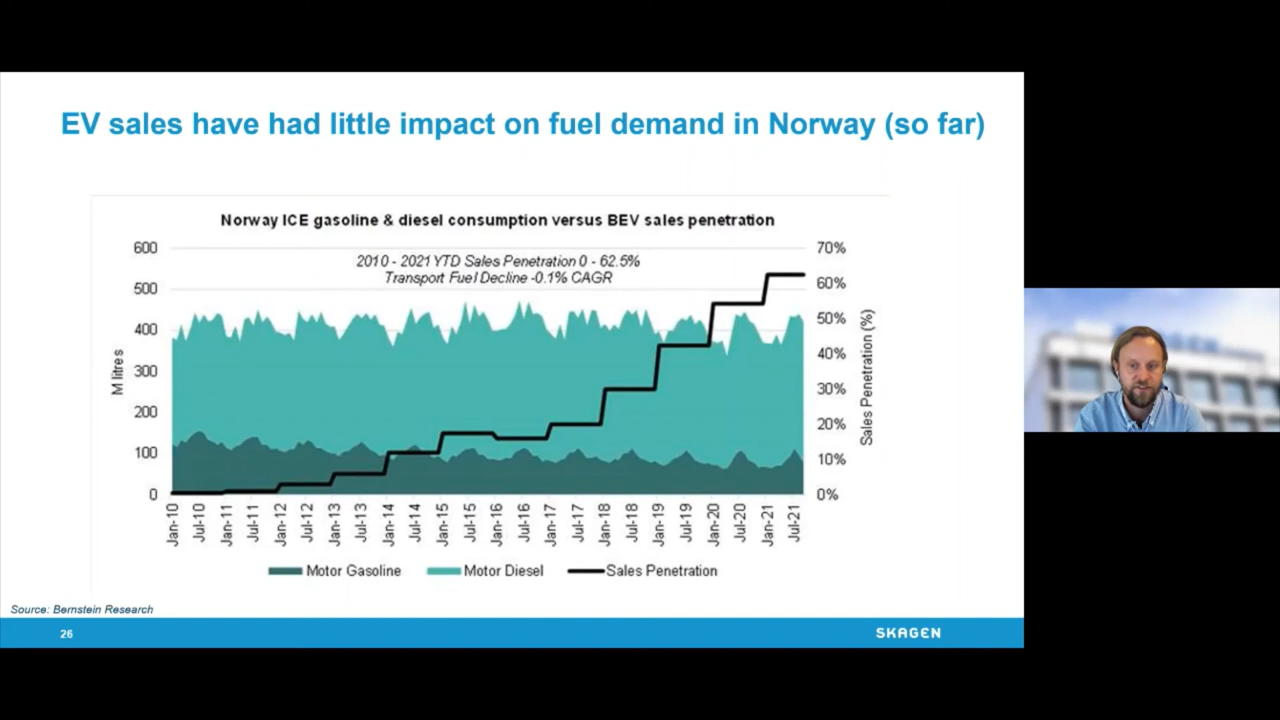 EV sales have had little impact on fuel demand in Norway (so far)
Norway ICE gasoline & diesel consumption versus BEV sales penetration
2010 - 2021 YTD Sales Penetration 0 - 62.5%
Transport Fuel Decline -0.1% CAGR
M litres
600
500
400
300
200
100
0
70%
60%
50%
40%
30%
20%
10%
0%
Sales Penetration (%)
Jan-10
Jul-10
Jan-11
Jul-11
Jan-12
Jul-12
Jan-13
Jul-13
Jan-14
Jul-14
Jan-15
Jul-15
Jan-16
Jul-16
Jan-17
Jul-17
Jan-18
Jul-18
Jan-19
Jul-19
Jan-20
Jul-20
Jan-21
Jul-21
Motor Gasoline
Motor Diesel
Sales Penetration
Source: Bernstein Research
26
SKAGEN